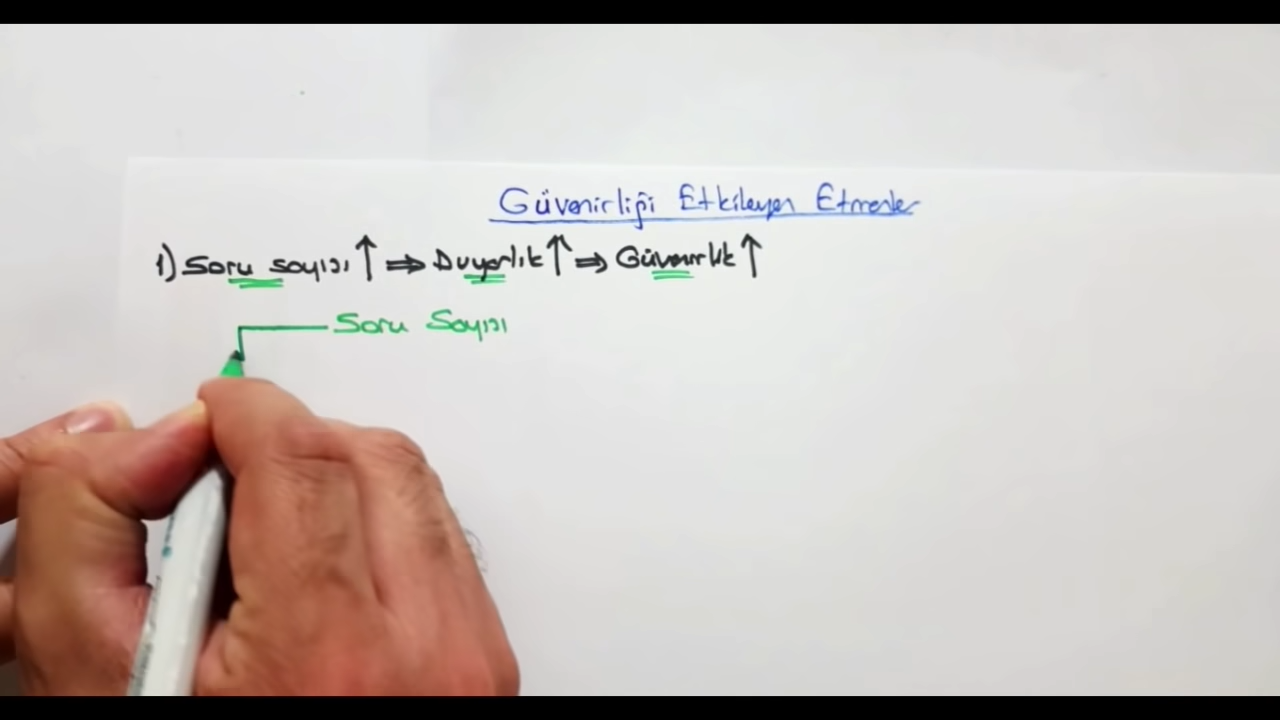 Güvenirliği Etkileyen Etmenler
1) Soru sayısı ↑ ⇒ Duyarlık ↑ ⇒ Güvenirlik ↑
Soru Sayısı